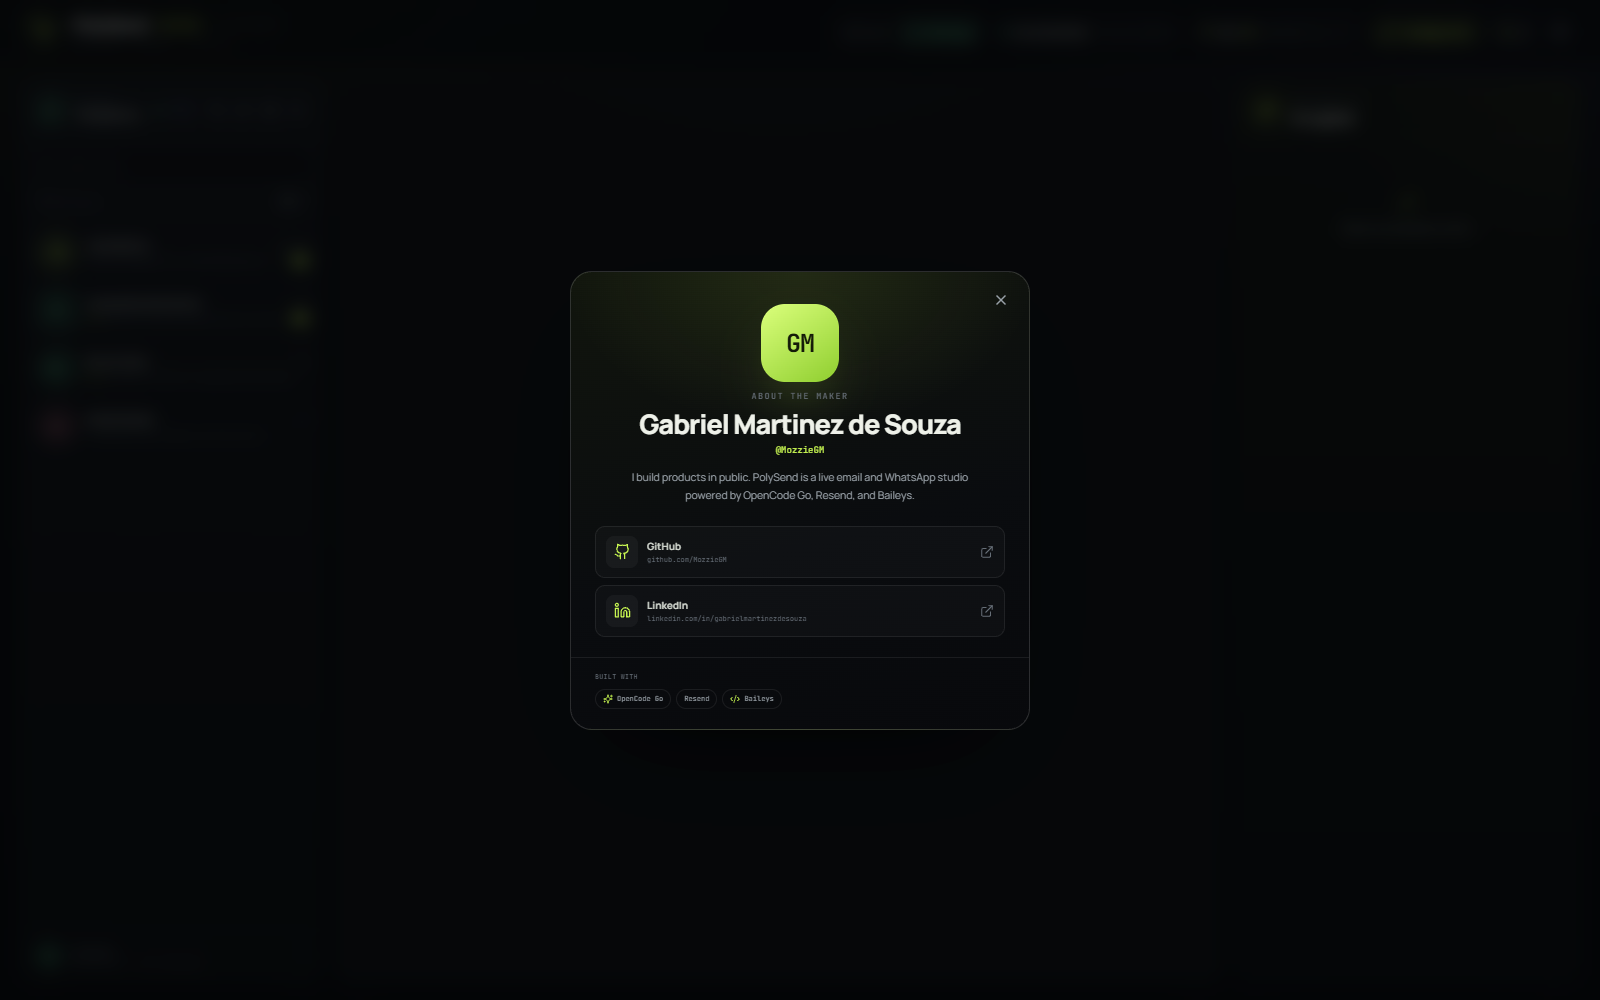 GM
ABOUT THE MAKER
Gabriel Martinez de Souza
@MozzieGM
I build products in public. PolySend is a live email and WhatsApp studio
powered by OpenCode Go, Resend, and Baileys.
GitHub
github.com/MozzieGM
LinkedIn
linkedin.com/in/gabrielmartinezdesouza
BUILT WITH
OpenCode Go
Resend
Baileys